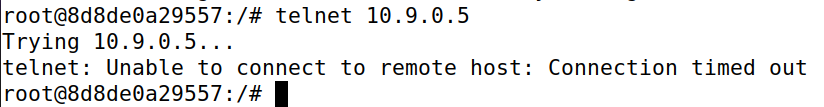 root@8d8de0a29557:/# telnet 10.9.0.5
Trying 10.9.0.5...
telnet: Unable to connect to remote host: Connection timed out
root@8d8de0a29557:/#